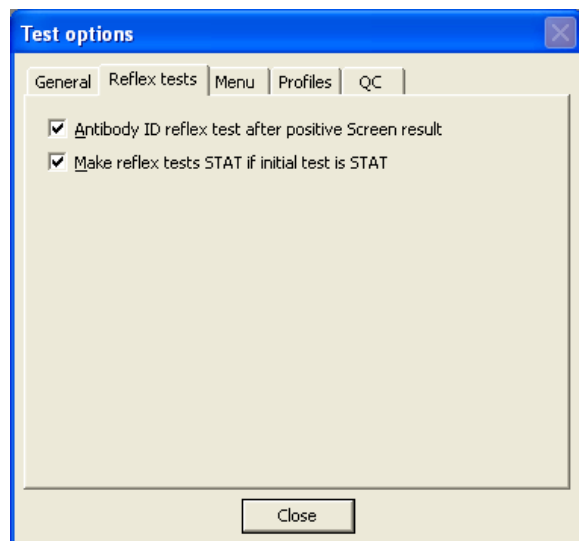 Test options
General Reflex tests Menu Profiles QC
Antibody ID reflex test after positive Screen result
Make reflex tests STAT if initial test is STAT
Close